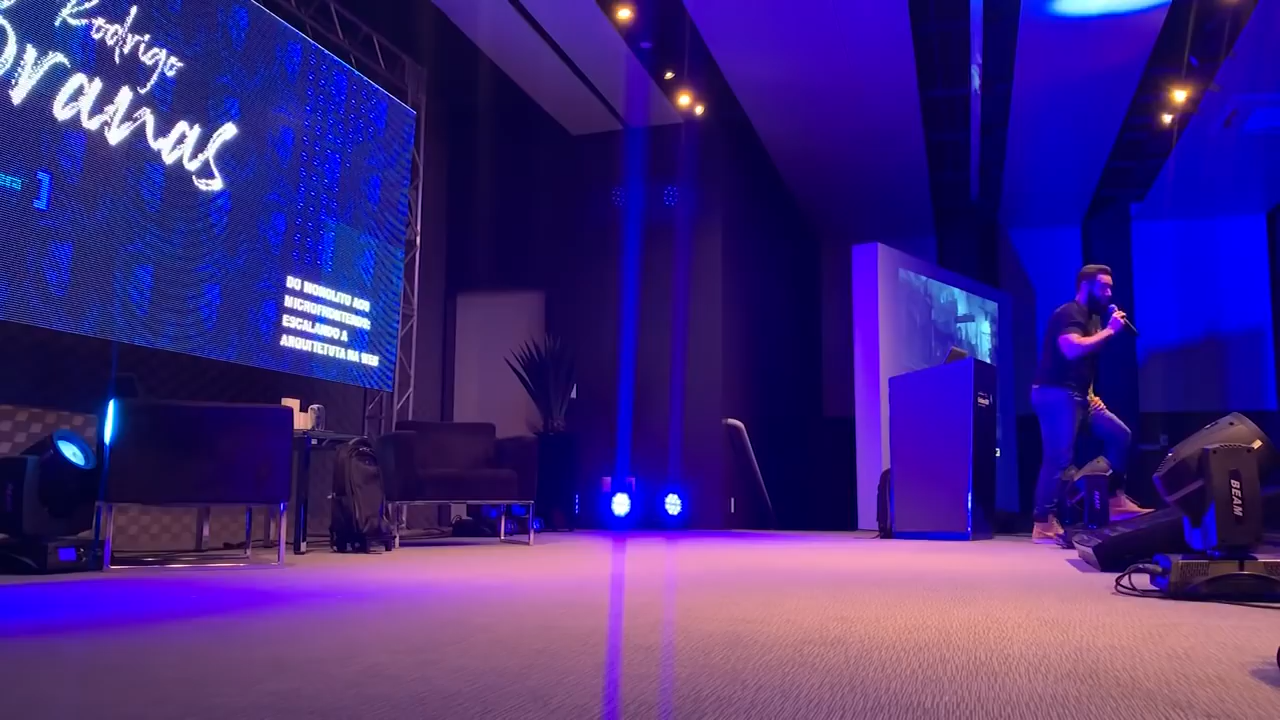 Rodrigo
Branas
DO MONOLITO AOS
MICROFRONTENDS:
ESCALANDO A
ARQUITETUTA NA WEB
BEAM